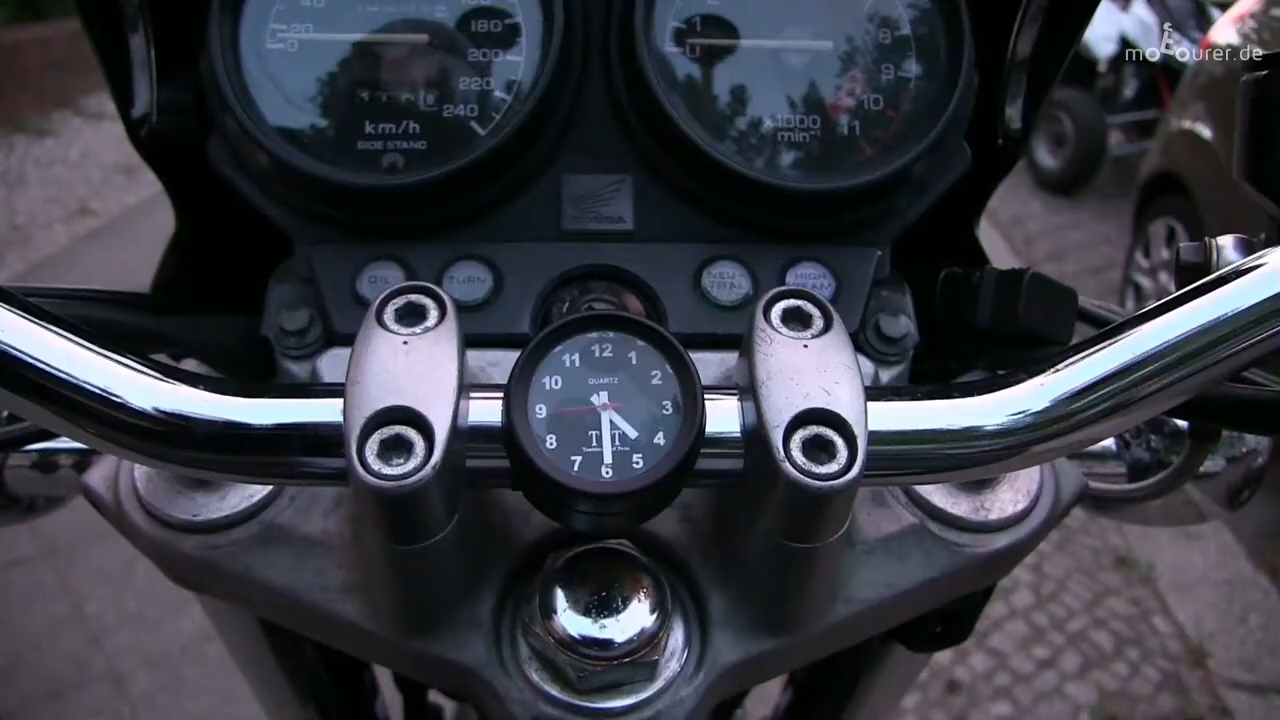 40
20
0
180
200
220
240
km/h
SIDE STAND
1
0
8
9
10
11
x1000
min-1
motourer.de
HONDA
OIL
TURN
NEU-
TRAL
HIGH
BEAM
12
1
2
3
4
5
6
7
8
9
10
11
QUARTZ